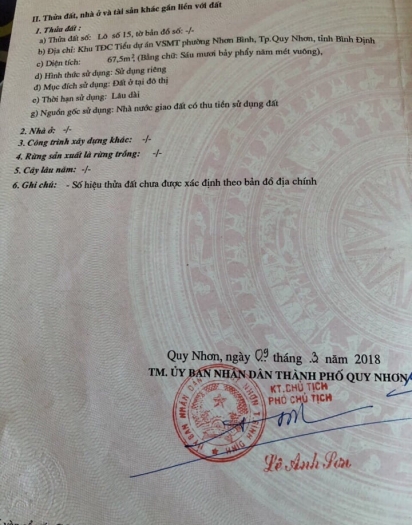 II. Thửa đất, nhà ở và tài sản khác gắn liền với đất
1. Thửa đất:
a) Thửa đất số: Lô số 15, tờ bản đồ số: -/-
b) Địa chỉ: Khu TĐC Tiểu dự án VSMT phường Nhơn Bình, Tp.Quy Nhơn, tỉnh Bình Định
c) Diện tích: 67,5m², (Bằng chữ: Sáu mươi bảy phẩy năm mét vuông),
d) Hình thức sử dụng: Sử dụng riêng
đ) Mục đích sử dụng: Đất ở tại đô thị
e) Thời hạn sử dụng: Lâu dài
g) Nguồn gốc sử dụng: Nhà nước giao đất có thu tiền sử dụng đất
2. Nhà ở: -/-
3. Công trình xây dựng khác: -/-
4. Rừng sản xuất là rừng trồng: -/-
5. Cây lâu năm: -/-
6. Ghi chú: - Số hiệu thửa đất chưa được xác định theo bản đồ địa chính
Quy Nhơn, ngày 09 tháng 3 năm 2018
TM. ỦY BAN NHÂN DÂN THÀNH PHỐ QUY NHƠN
KT.CHỦ TỊCH
PHÓ CHỦ TỊCH
Lê Anh Sơn